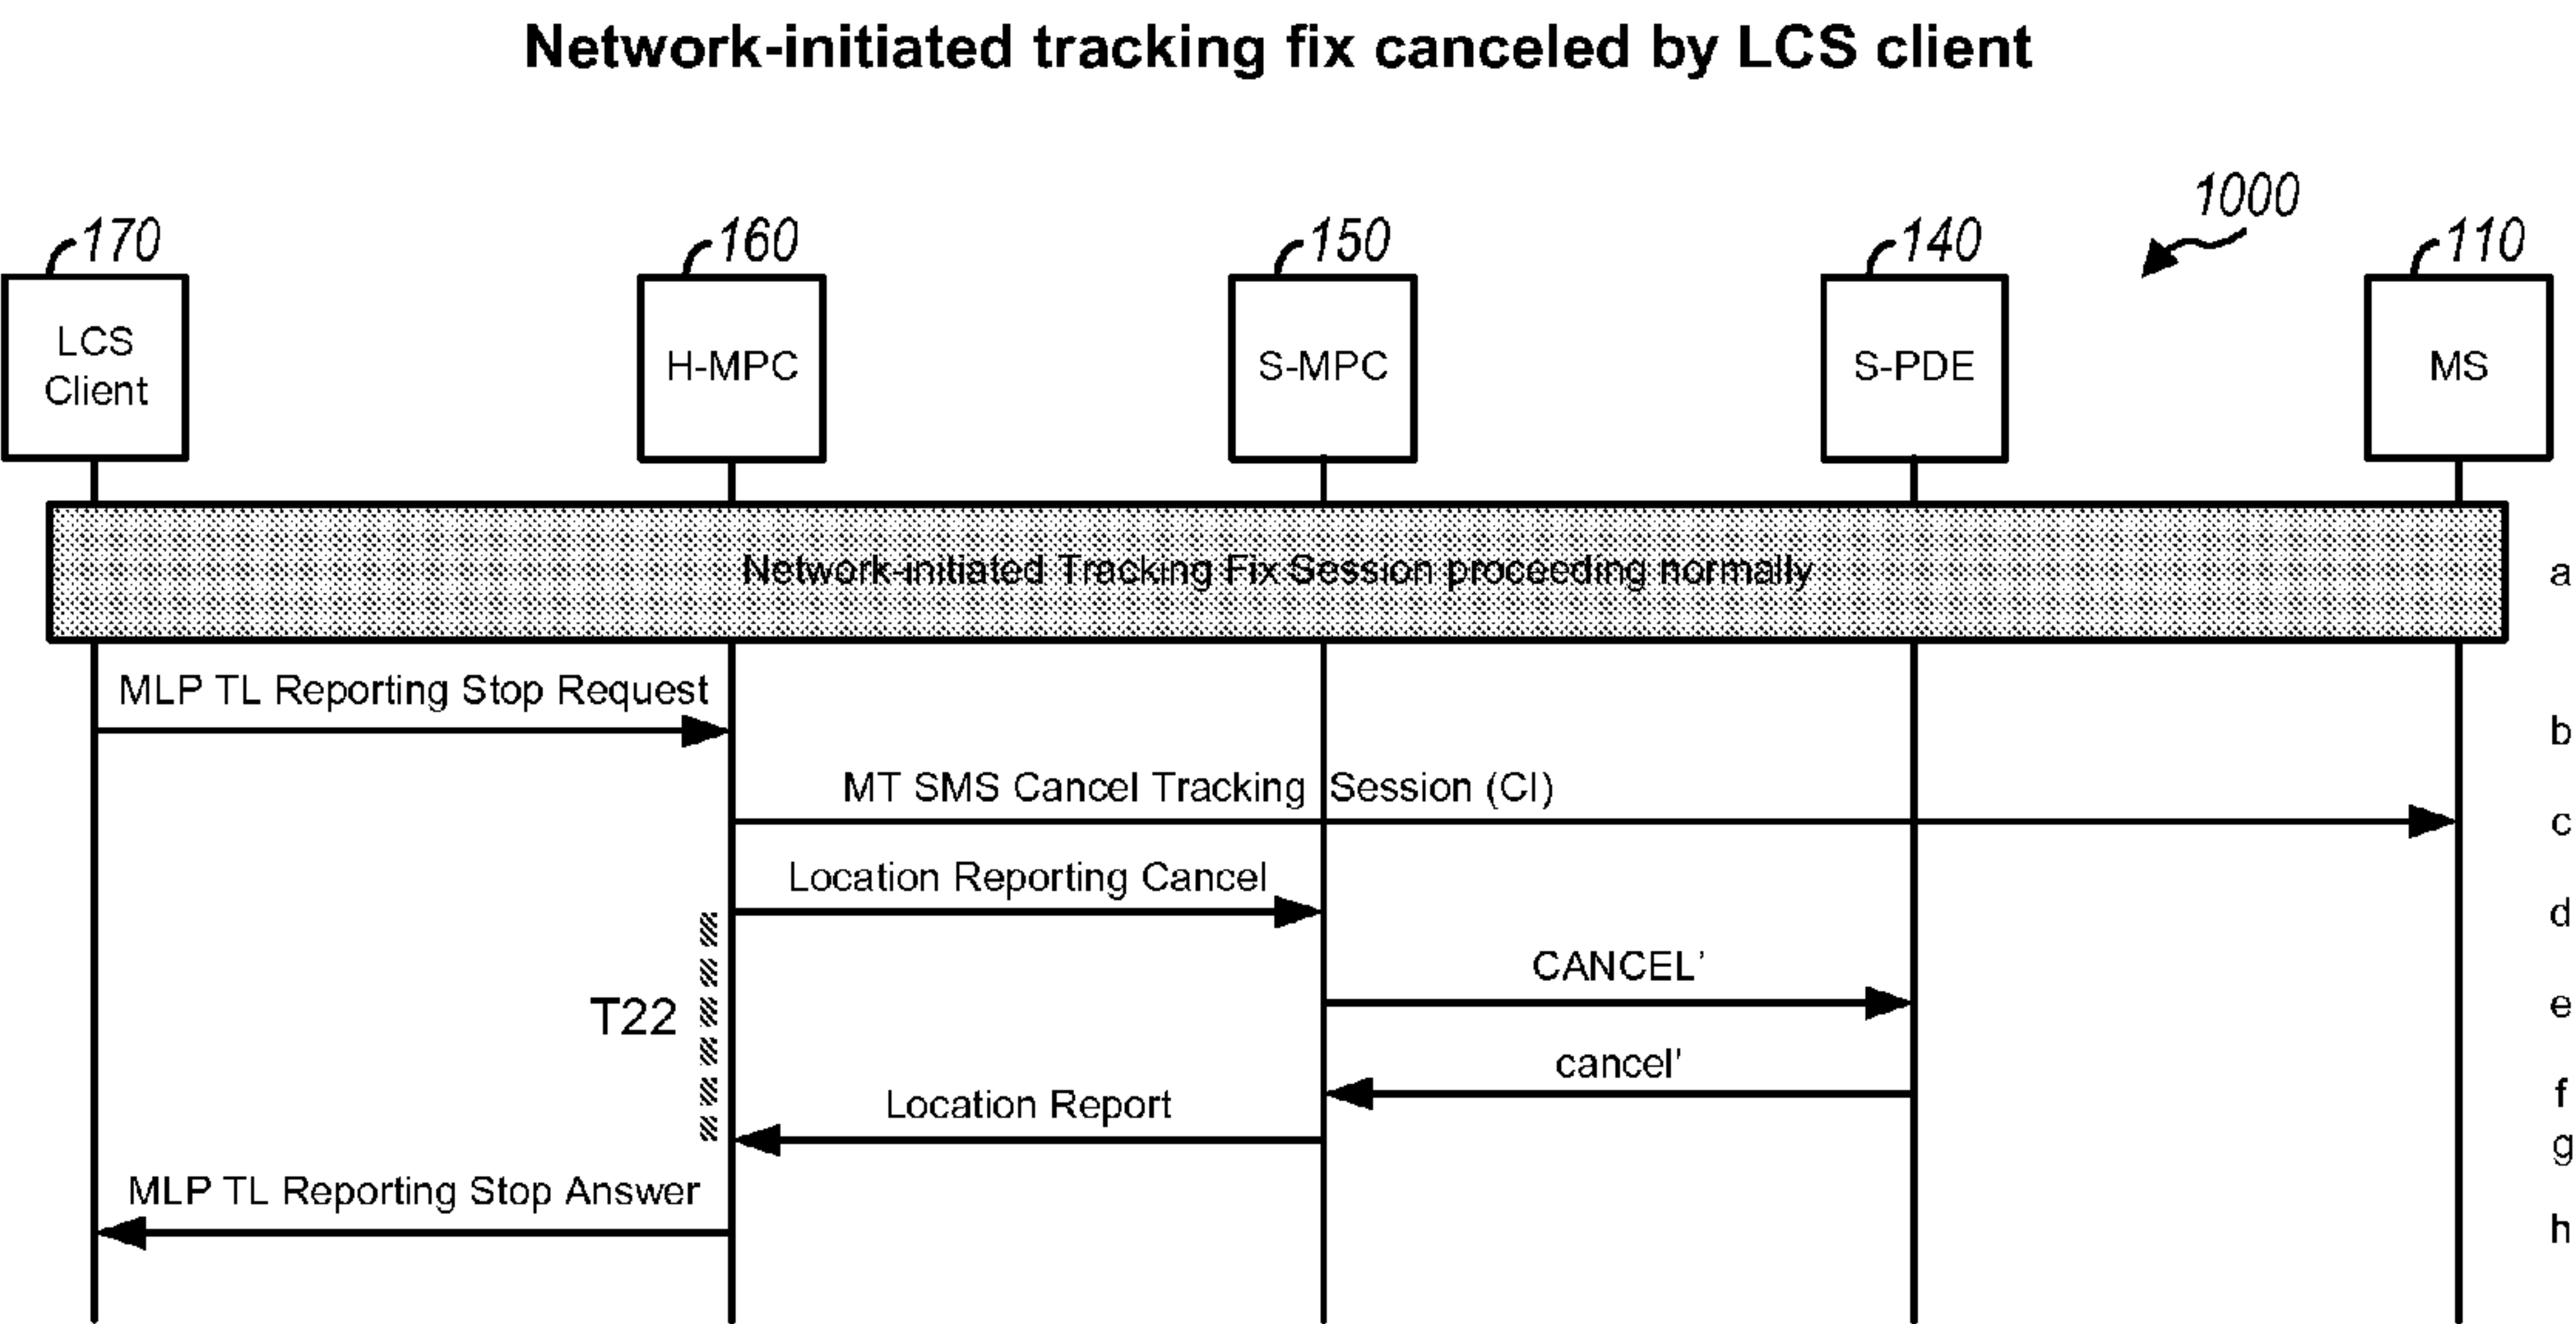 Network-initiated tracking fix canceled by LCS client
1000
170
160
150
140
110
LCS
Client
H-MPC
S-MPC
S-PDE
MS
Network-initiated Tracking Fix Session proceeding normally
a
MLP TL Reporting Stop Request
b
MT SMS Cancel Tracking Session (CI)
c
Location Reporting Cancel
d
CANCEL’
T22
e
cancel'
f
Location Report
g
MLP TL Reporting Stop Answer
h